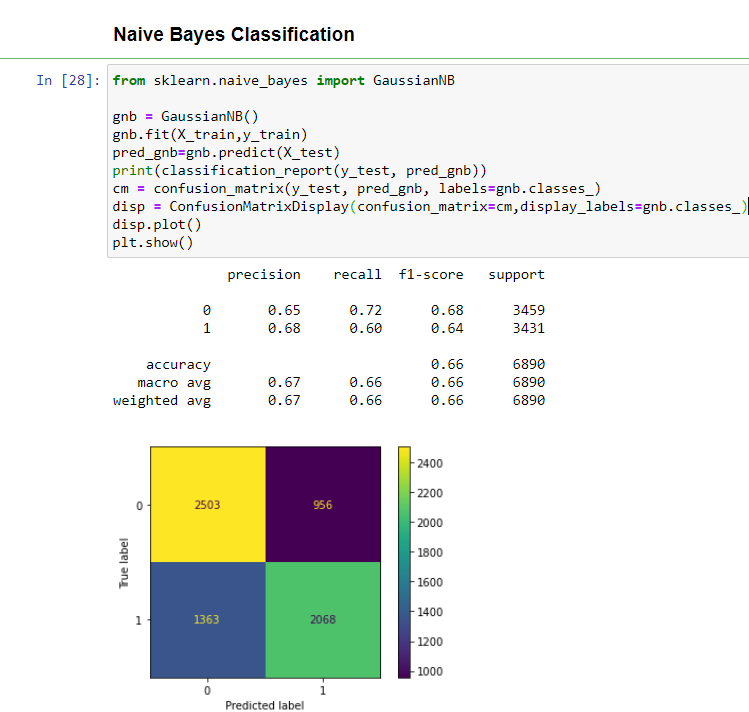 Naive Bayes Classification
In [28]: from sklearn.naive_bayes import GaussianNB
gnb = GaussianNB()
gnb.fit(X_train,y_train)
pred_gnb=gnb.predict(X_test)
print(classification_report(y_test, pred_gnb))
cm = confusion_matrix(y_test, pred_gnb, labels=gnb.classes_)
disp = ConfusionMatrixDisplay(confusion_matrix=cm,display_labels=gnb.classes_)
disp.plot()
plt.show()
precision recall f1-score support
0 0.65 0.72 0.68 3459
1 0.68 0.60 0.64 3431
accuracy 0.66 6890
macro avg 0.67 0.66 0.66 6890
weighted avg 0.67 0.66 0.66 6890
2400
0 2503 956
2200
2000
1800
True label
1600
1 1363 2068
1400
1200
1000
0 1
Predicted label